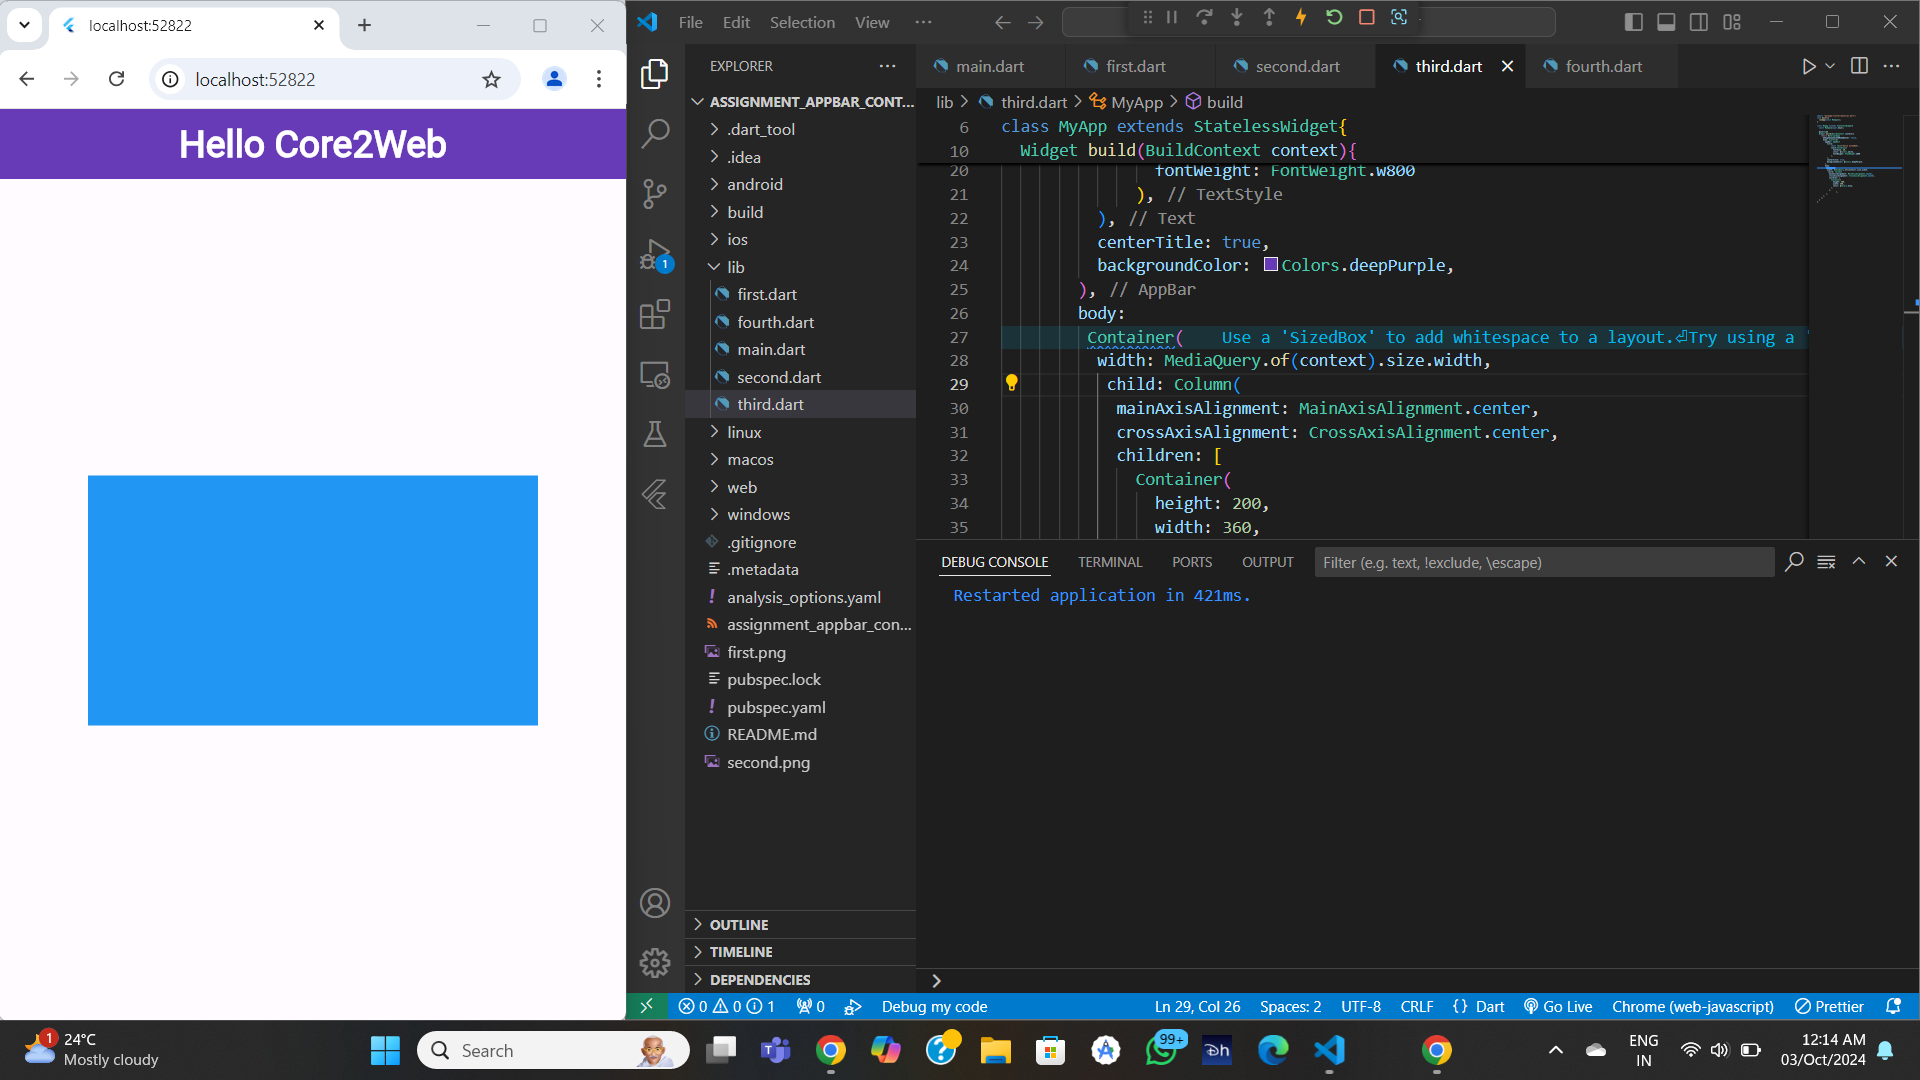 localhost:52822
localhost:52822
Hello Core2Web
File Edit Selection View
EXPLORER
ASSIGNMENT_APPBAR_CONT...
.dart_tool
.idea
android
build
ios
lib
first.dart
fourth.dart
main.dart
second.dart
third.dart
linux
macos
web
windows
.gitignore
.metadata
analysis_options.yaml
assignment_appbar_con...
first.png
pubspec.lock
pubspec.yaml
README.md
second.png
OUTLINE
TIMELINE
DEPENDENCIES
main.dart first.dart second.dart third.dart fourth.dart
lib third.dart MyApp build
6 class MyApp extends StatelessWidget{
10 Widget build(BuildContext context){
20 fontWeight: FontWeight.w800
21 ), // TextStyle
22 ), // Text
23 centerTitle: true,
24 backgroundColor: Colors.deepPurple,
25 ), // AppBar
26 body:
27 Container( Use a 'SizedBox' to add whitespace to a layout.⏎Try using a '
28 width: MediaQuery.of(context).size.width,
29 child: Column(
30 mainAxisAlignment: MainAxisAlignment.center,
31 crossAxisAlignment: CrossAxisAlignment.center,
32 children: [
33 Container(
34 height: 200,
35 width: 360,
DEBUG CONSOLE TERMINAL PORTS OUTPUT Filter (e.g. text, !exclude, \escape)
Restarted application in 421ms.
1
0 0 1 0 Debug my code Ln 29, Col 26 Spaces: 2 UTF-8 CRLF {} Dart Go Live Chrome (web-javascript) Prettier
1
24°C
Mostly cloudy
Search
99+
ENG
IN
12:14 AM
03/Oct/2024